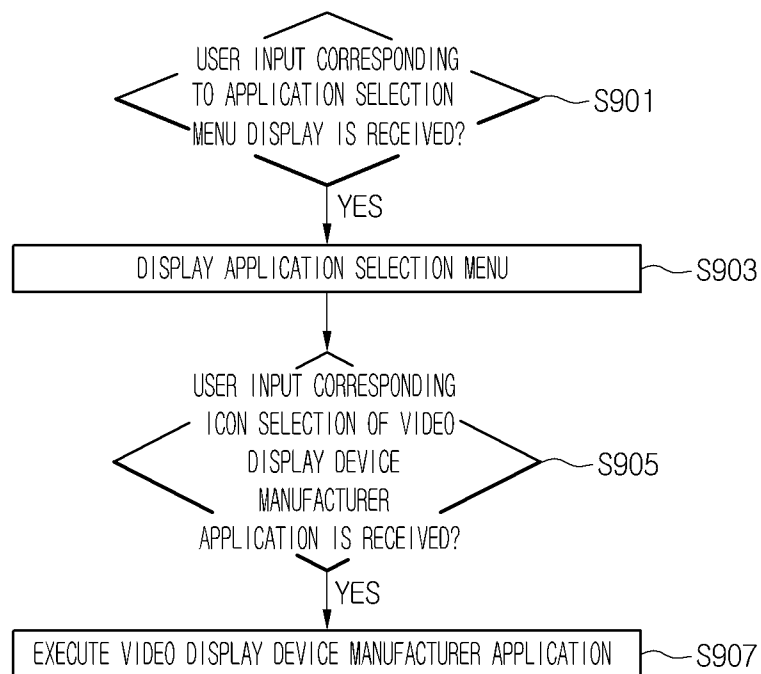 USER INPUT CORRESPONDING
TO APPLICATION SELECTION
MENU DISPLAY IS RECEIVED?
S901
YES
DISPLAY APPLICATION SELECTION MENU
S903
USER INPUT CORRESPONDING
ICON SELECTION OF VIDEO
DISPLAY DEVICE
MANUFACTURER
APPLICATION IS RECEIVED?
S905
YES
EXECUTE VIDEO DISPLAY DEVICE MANUFACTURER APPLICATION
S907